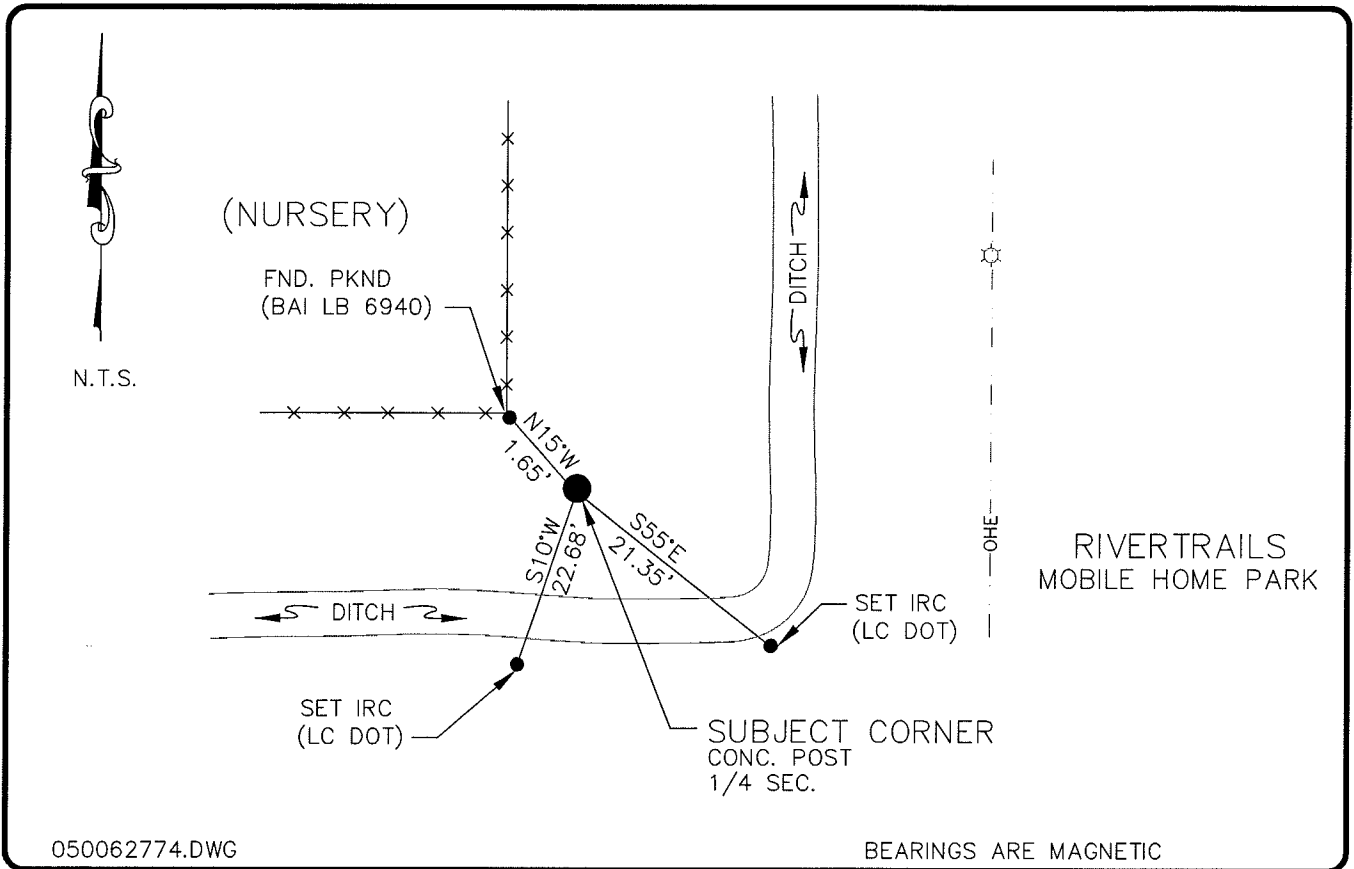 (NURSERY)
FND. PKND
(BAI LB 6940)
N.T.S.
DITCH
N15°W
1.65'
S10°W
22.68'
S55°E
21.35'
OHE
RIVERTRAILS
MOBILE HOME PARK
DITCH
SET IRC
(LC DOT)
SET IRC
(LC DOT)
SUBJECT CORNER
CONC. POST
1/4 SEC.
050062774.DWG
BEARINGS ARE MAGNETIC